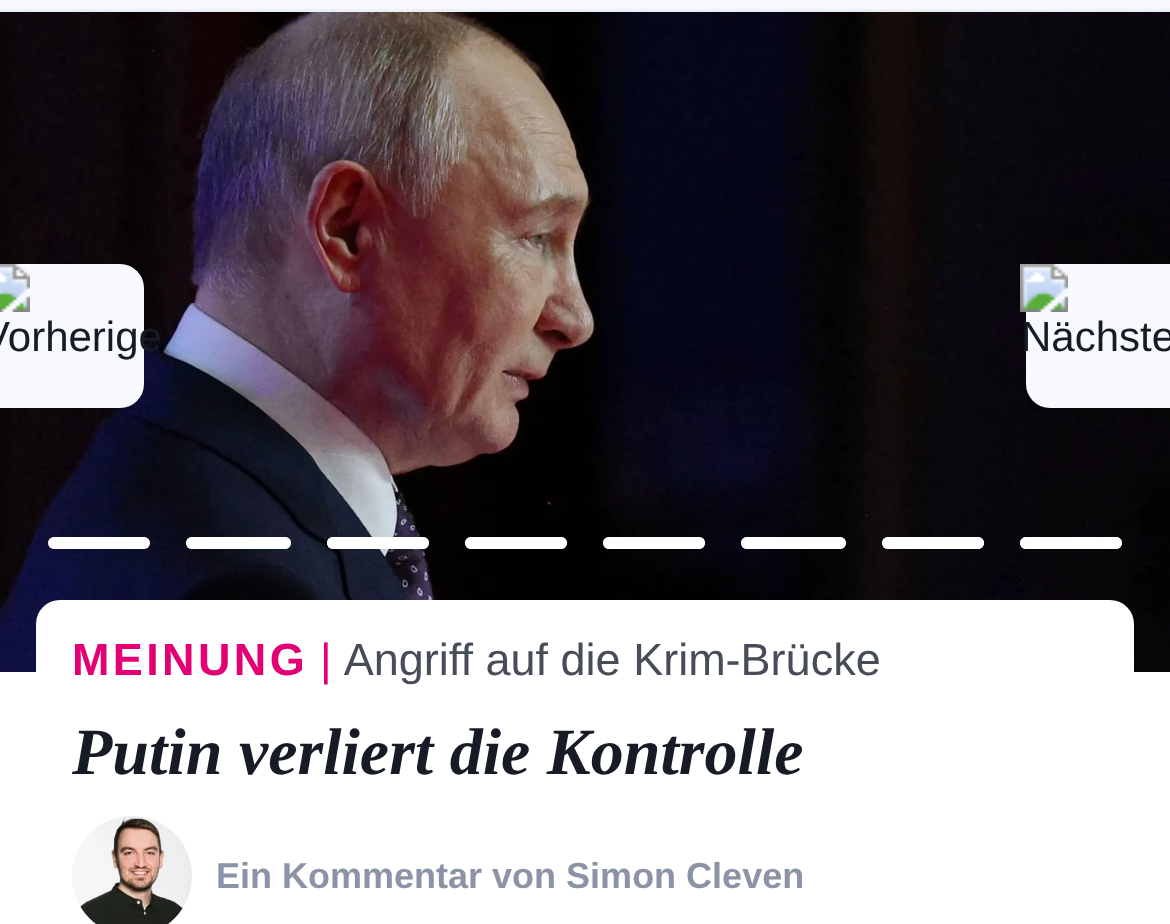 Vorherige
Nächste
MEINUNG | Angriff auf die Krim-Brücke
Putin verliert die Kontrolle
Ein Kommentar von Simon Cleven